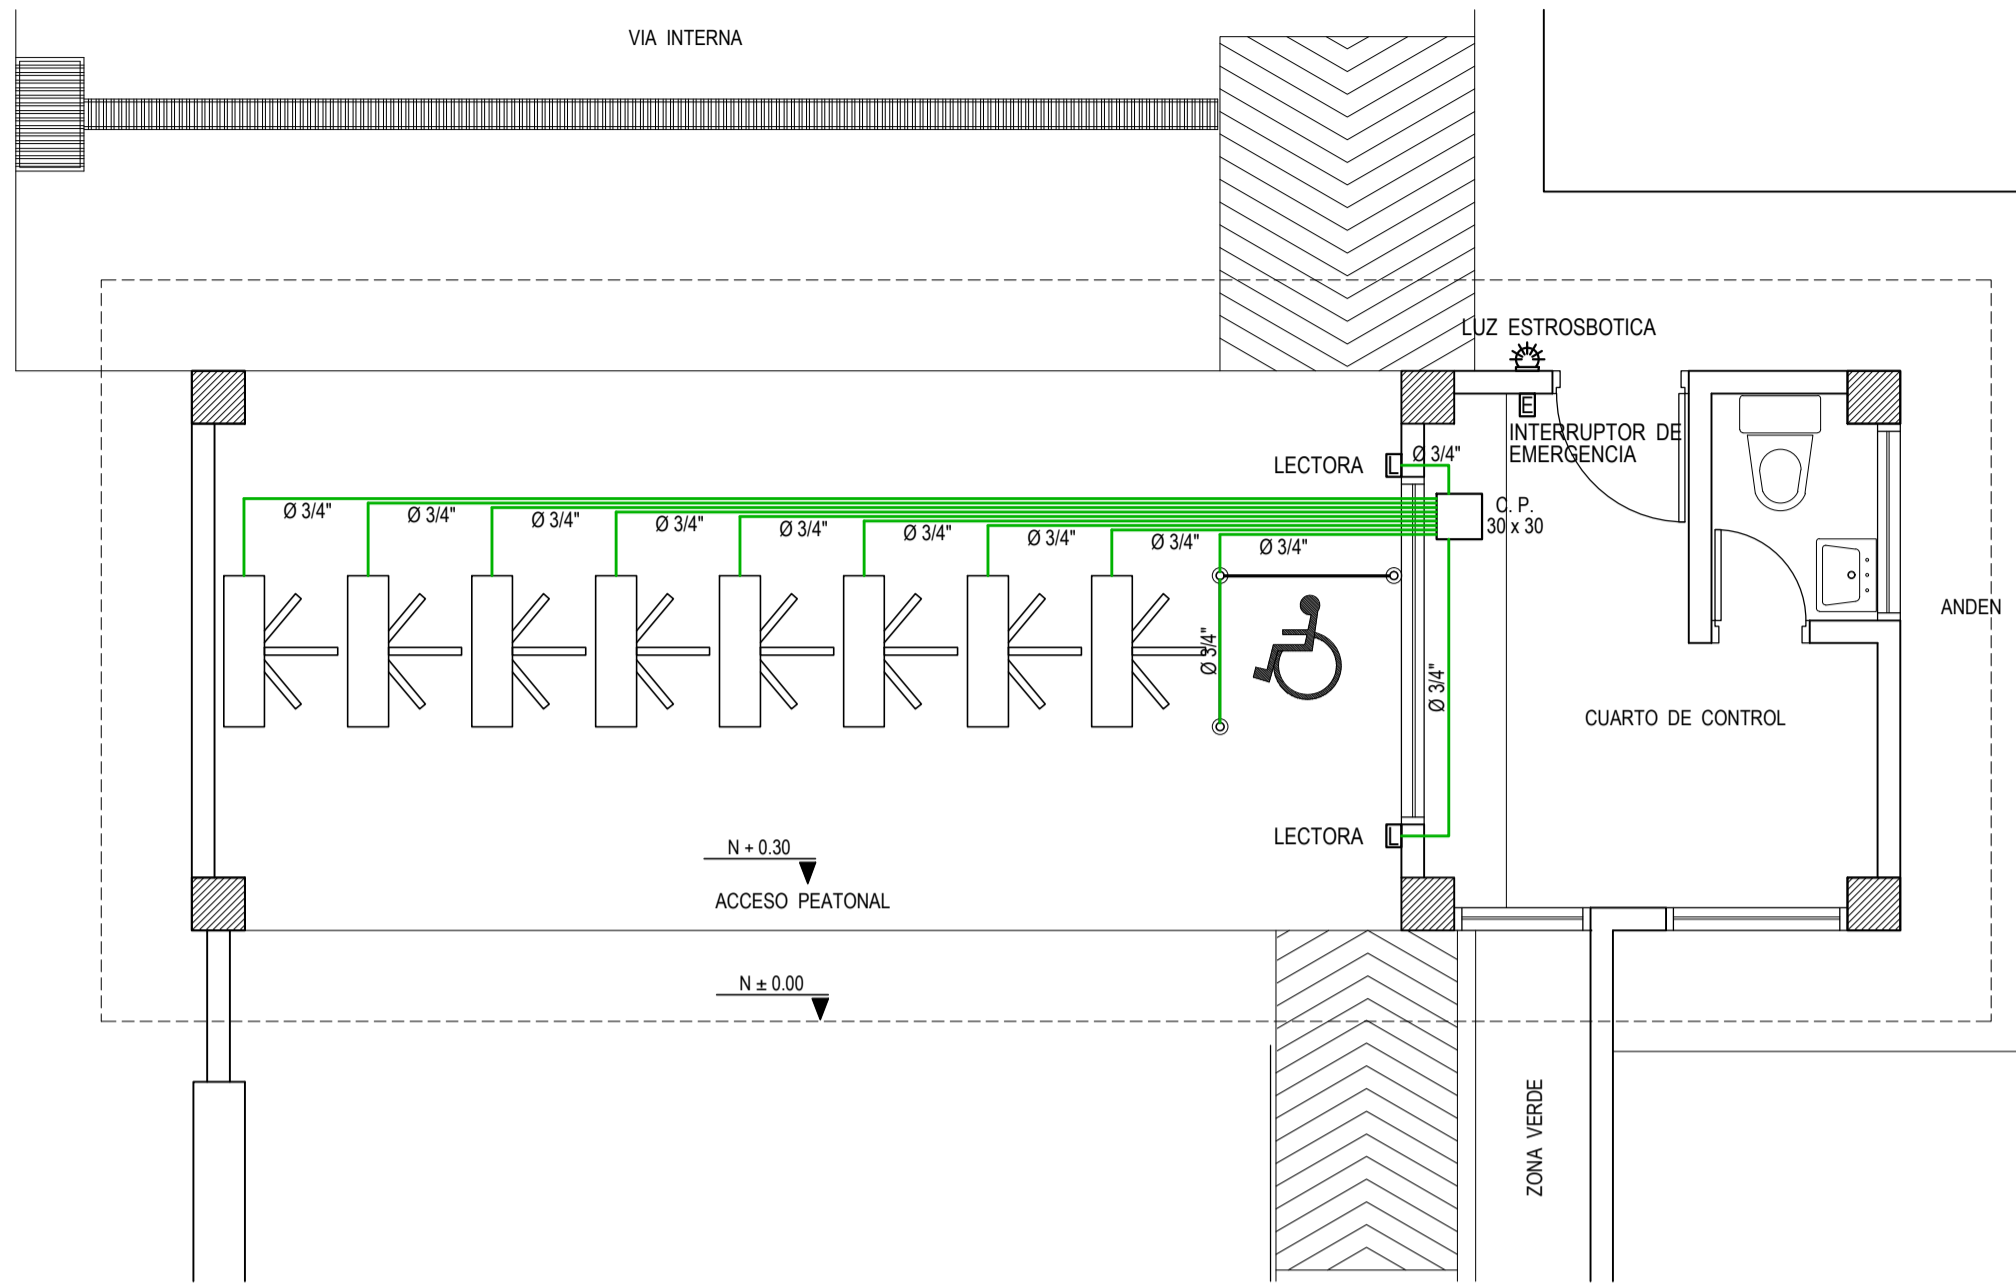 VIA INTERNA
LUZ ESTROSBOTICA
E
INTERRUPTOR DE
EMERGENCIA
LECTORA
L
Ø 3/4"
C. P.
30 x 30
Ø 3/4"
Ø 3/4"
Ø 3/4"
Ø 3/4"
Ø 3/4"
Ø 3/4"
Ø 3/4"
Ø 3/4"
Ø 3/4"
Ø 3/4"
Ø 3/4"
ANDEN
CUARTO DE CONTROL
LECTORA
L
N + 0.30
ACCESO PEATONAL
N ± 0.00
ZONA VERDE